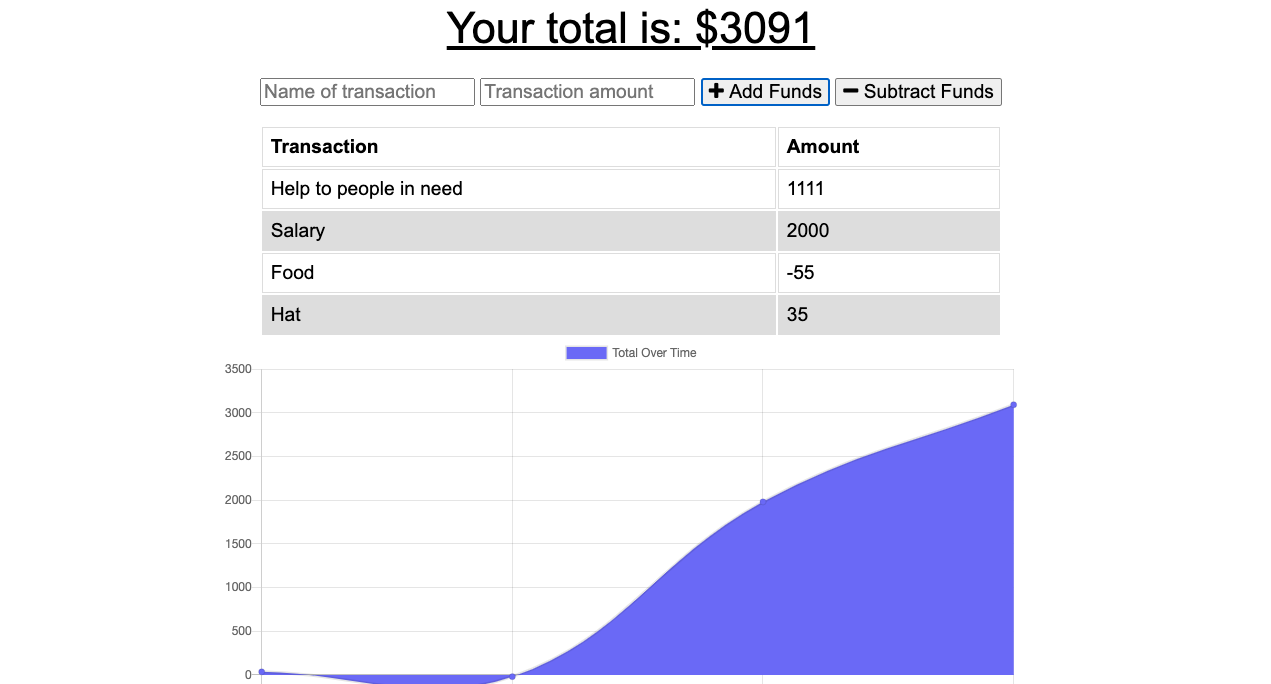 Your total is: $3091
Name of transaction Transaction amount Add Funds Subtract Funds
Transaction Amount
Help to people in need 1111
Salary 2000
Food -55
Hat 35
Total Over Time
3500
3000
2500
2000
1500
1000
500
0